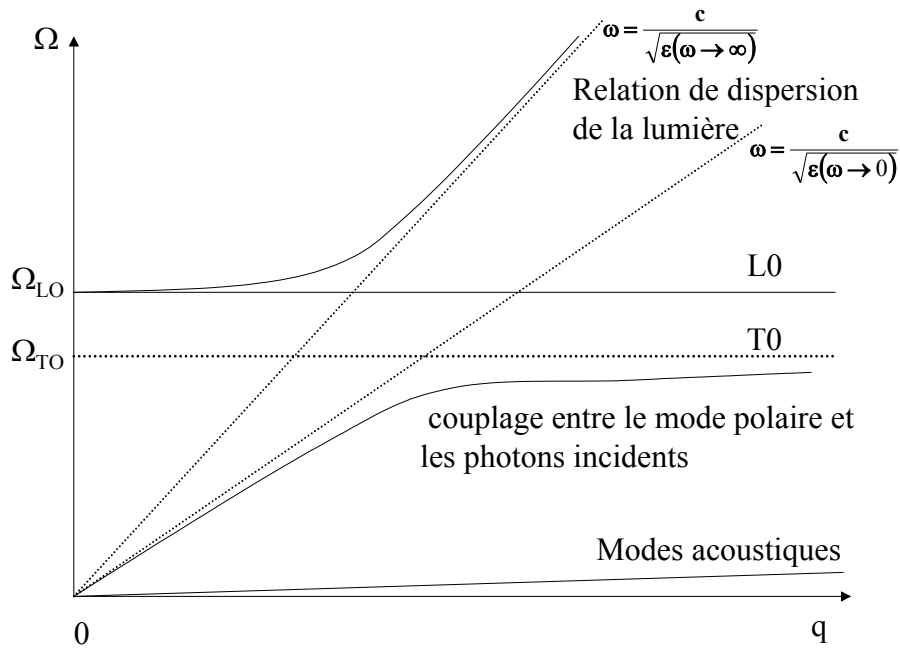 Ω
ω = c / √ε(ω → ∞)
Relation de dispersion
de la lumière
ω = c / √ε(ω → 0)
Ω_LO
L0
Ω_TO
T0
couplage entre le mode polaire et
les photons incidents
Modes acoustiques
0
q